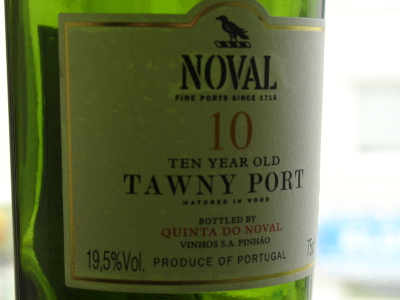 NOVAL
FINE PORTS SINCE 1715
10
TEN YEAR OLD
TAWNY PORT
MATURED IN WOOD
BOTTLED BY
QUINTA DO NOVAL
VINHOS S.A. PINHÃO
19,5%Vol.
PRODUCE OF PORTUGAL